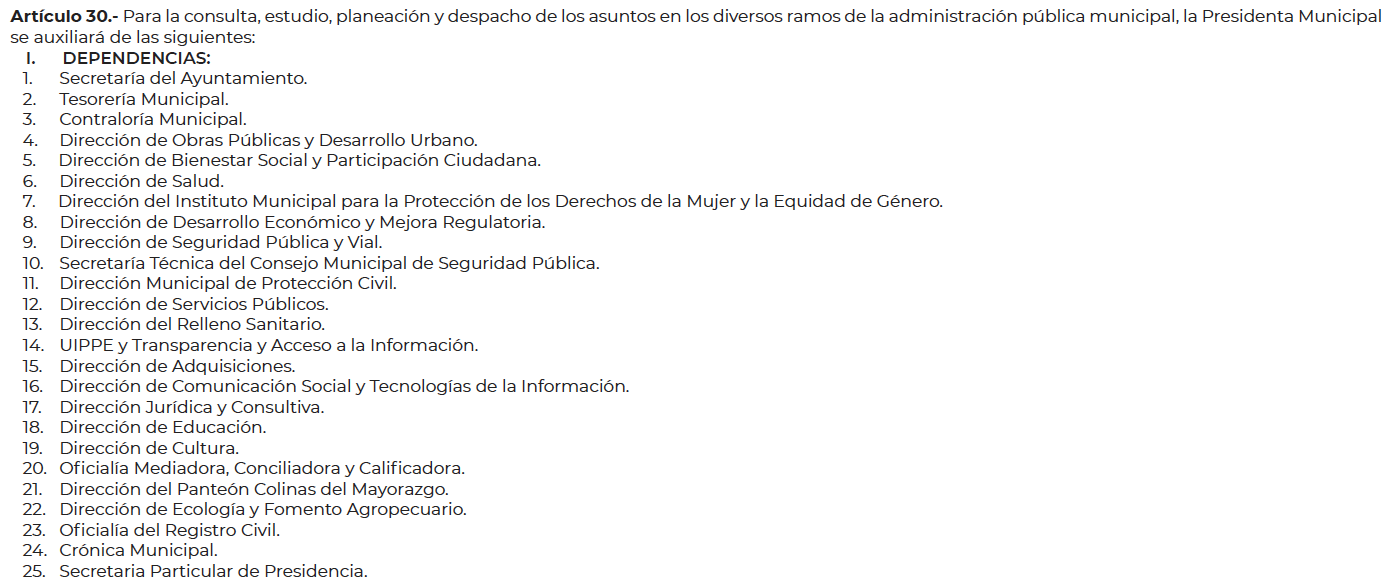 Artículo 30.- Para la consulta, estudio, planeación y despacho de los asuntos en los diversos ramos de la administración pública municipal, la Presidenta Municipal
se auxiliará de las siguientes:
I. DEPENDENCIAS:
1. Secretaría del Ayuntamiento.
2. Tesorería Municipal.
3. Contraloría Municipal.
4. Dirección de Obras Públicas y Desarrollo Urbano.
5. Dirección de Bienestar Social y Participación Ciudadana.
6. Dirección de Salud.
7. Dirección del Instituto Municipal para la Protección de los Derechos de la Mujer y la Equidad de Género.
8. Dirección de Desarrollo Económico y Mejora Regulatoria.
9. Dirección de Seguridad Pública y Vial.
10. Secretaría Técnica del Consejo Municipal de Seguridad Pública.
11. Dirección Municipal de Protección Civil.
12. Dirección de Servicios Públicos.
13. Dirección del Relleno Sanitario.
14. UIPPE y Transparencia y Acceso a la Información.
15. Dirección de Adquisiciones.
16. Dirección de Comunicación Social y Tecnologías de la Información.
17. Dirección Jurídica y Consultiva.
18. Dirección de Educación.
19. Dirección de Cultura.
20. Oficialía Mediadora, Conciliadora y Calificadora.
21. Dirección del Panteón Colinas del Mayorazgo.
22. Dirección de Ecología y Fomento Agropecuario.
23. Oficialía del Registro Civil.
24. Crónica Municipal.
25. Secretaria Particular de Presidencia.